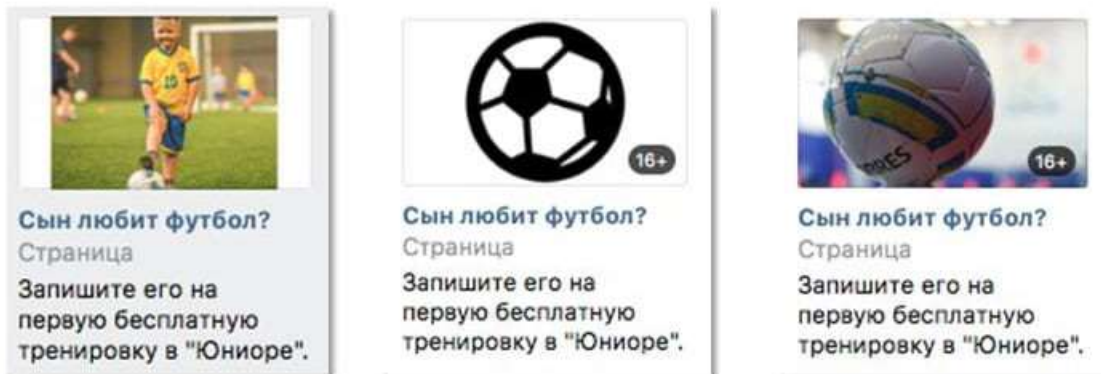 Сын любит футбол?
Страница
Запишите его на
первую бесплатную
тренировку в "Юниоре".
16+
Сын любит футбол?
Страница
Запишите его на
первую бесплатную
тренировку в "Юниоре".
16+
Сын любит футбол?
Страница
Запишите его на
первую бесплатную
тренировку в "Юниоре".